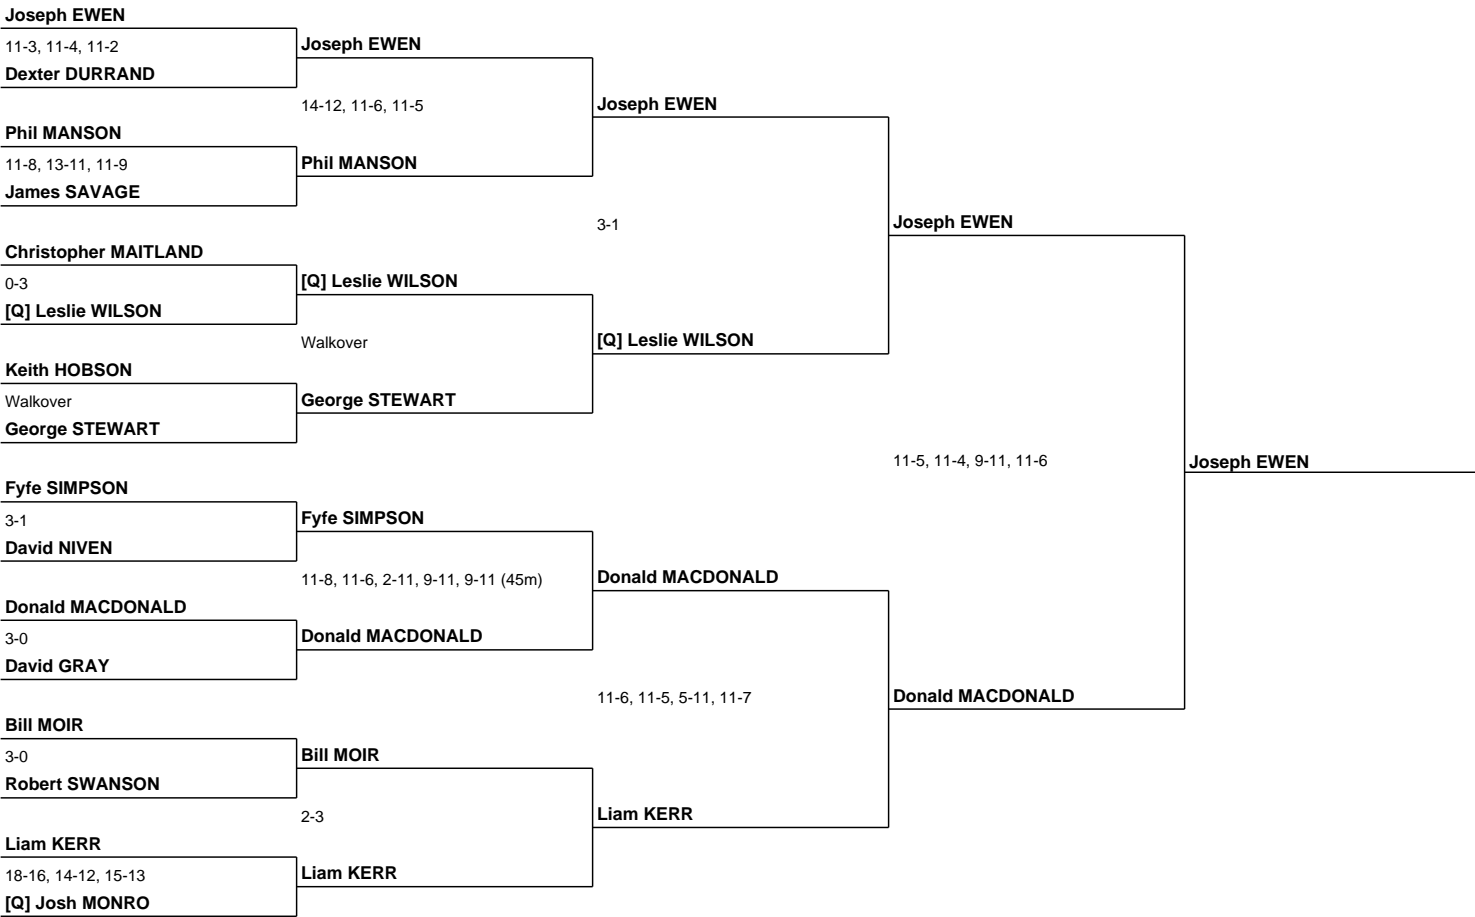 Joseph EWEN
11-3, 11-4, 11-2
Dexter DURRAND
Phil MANSON
11-8, 13-11, 11-9
James SAVAGE
Christopher MAITLAND
0-3
[Q] Leslie WILSON
Keith HOBSON
Walkover
George STEWART
Fyfe SIMPSON
3-1
David NIVEN
Donald MACDONALD
3-0
David GRAY
Bill MOIR
3-0
Robert SWANSON
Liam KERR
18-16, 14-12, 15-13
[Q] Josh MONRO
Joseph EWEN
14-12, 11-6, 11-5
Phil MANSON
[Q] Leslie WILSON
Walkover
George STEWART
Fyfe SIMPSON
11-8, 11-6, 2-11, 9-11, 9-11 (45m)
Donald MACDONALD
Bill MOIR
2-3
Liam KERR
Joseph EWEN
3-1
[Q] Leslie WILSON
Donald MACDONALD
11-6, 11-5, 5-11, 11-7
Liam KERR
Joseph EWEN
11-5, 11-4, 9-11, 11-6
Donald MACDONALD
Joseph EWEN